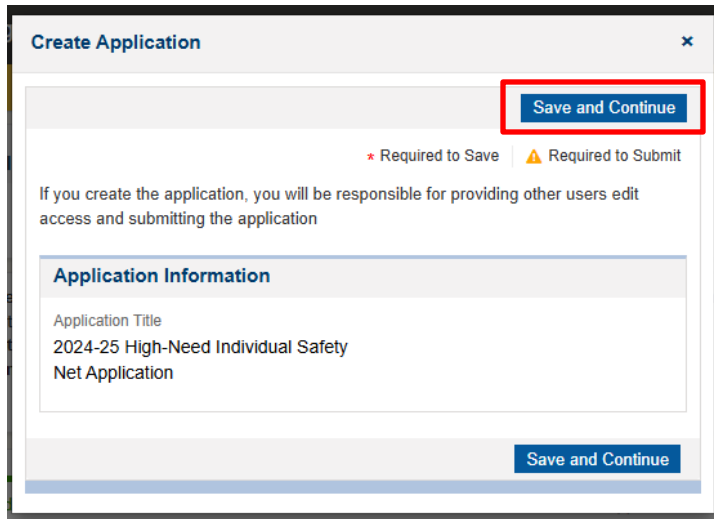 Create Application ×
Save and Continue
* Required to Save
Required to Submit
If you create the application, you will be responsible for providing other users edit
access and submitting the application
Application Information
Application Title
2024-25 High-Need Individual Safety
Net Application
Save and Continue